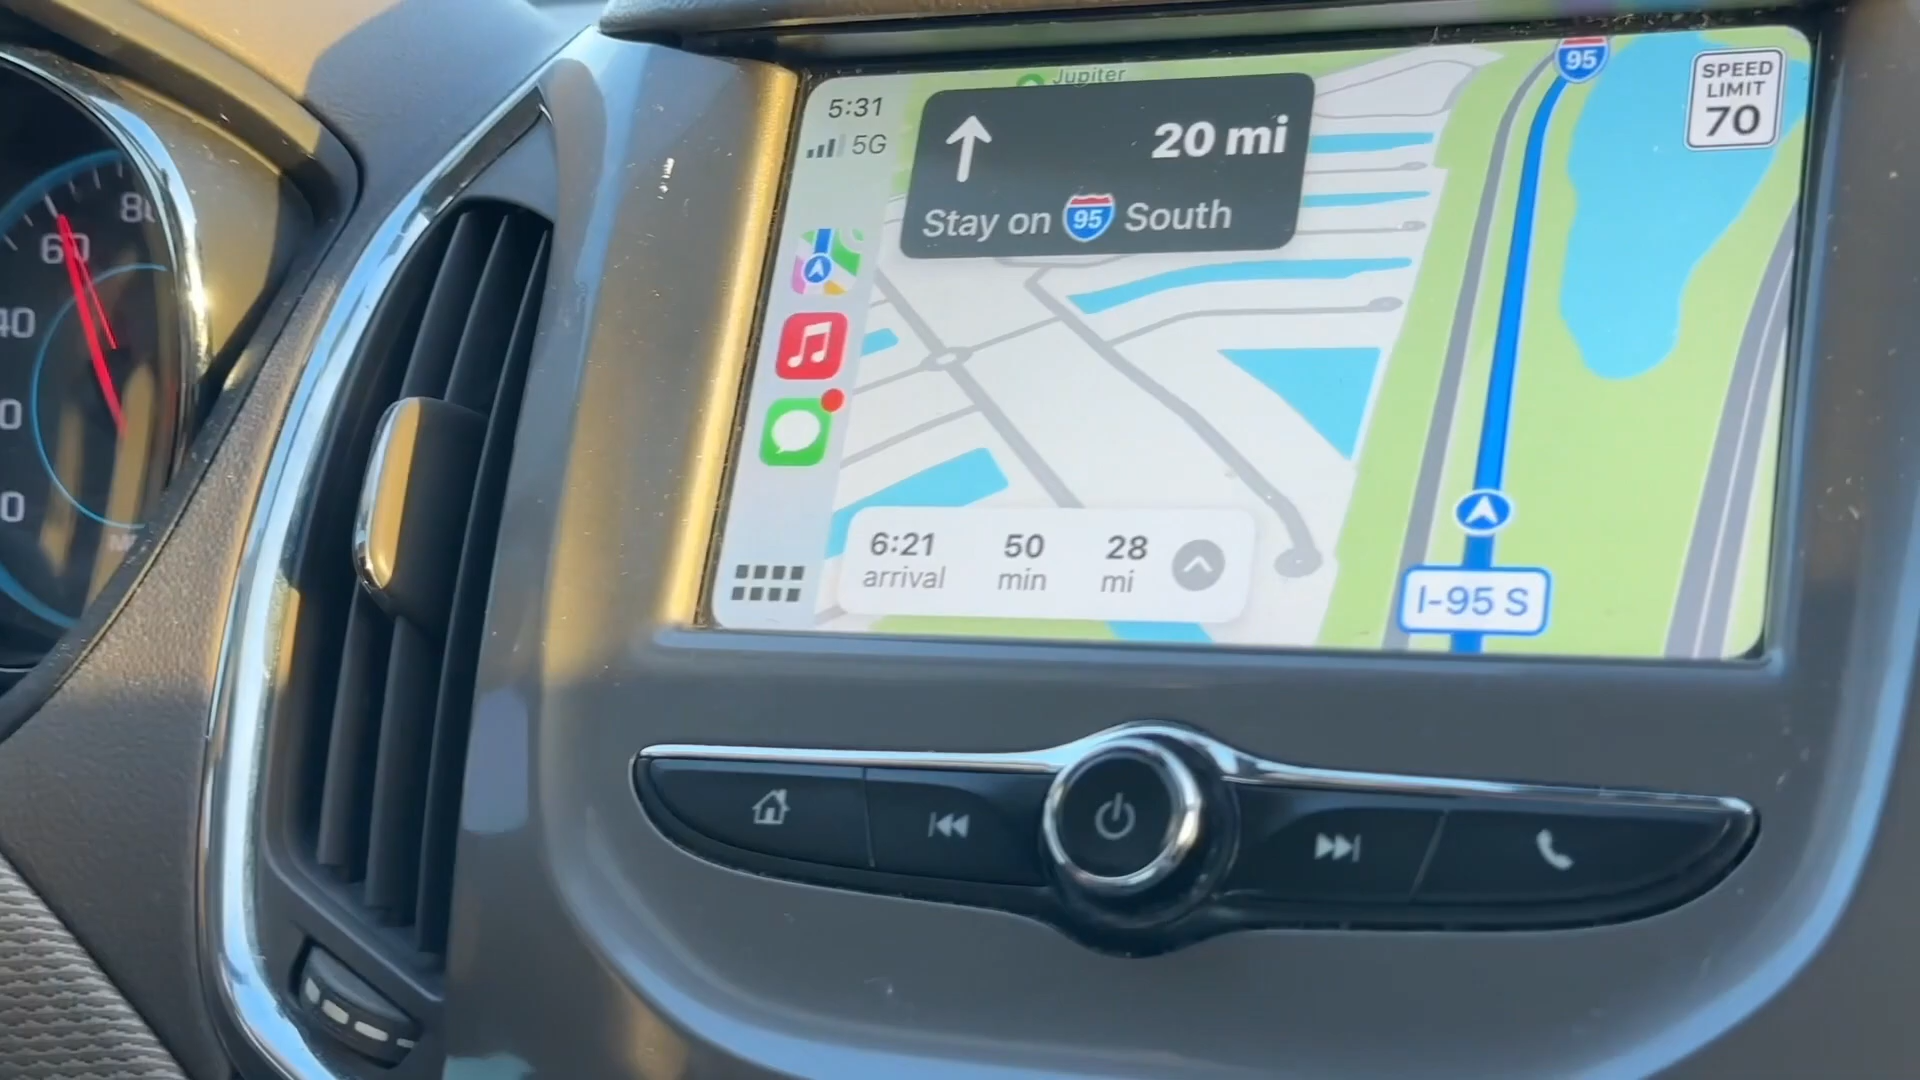 80
60
40
Jupiter
5:31
5G
20 mi
Stay on 95 South
95
SPEED
LIMIT
70
6:21 50 28
arrival min mi
I-95 S